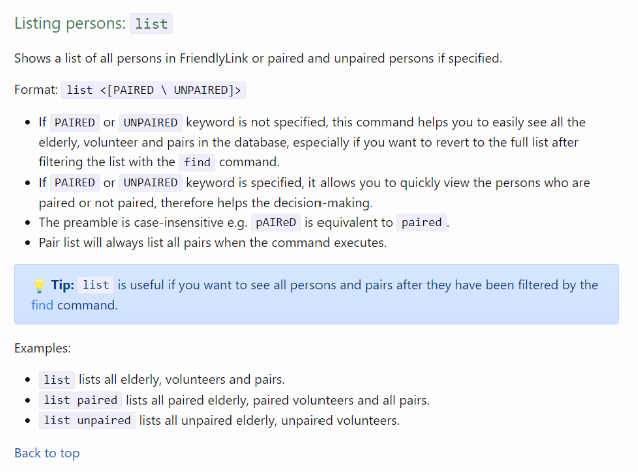 Listing persons: list
Shows a list of all persons in FriendlyLink or paired and unpaired persons if specified.
Format: list <[PAIRED \ UNPAIRED]>
• If PAIRED or UNPAIRED keyword is not specified, this command helps you to easily see all the
elderly, volunteer and pairs in the database, especially if you want to revert to the full list after
filtering the list with the find command.
• If PAIRED or UNPAIRED keyword is specified, it allows you to quickly view the persons who are
paired or not paired, therefore helps the decision-making.
• The preamble is case-insensitive e.g. pAIReD is equivalent to paired.
• Pair list will always list all pairs when the command executes.
💡 Tip: list is useful if you want to see all persons and pairs after they have been filtered by the
find command.
Examples:
• list lists all elderly, volunteers and pairs.
• list paired lists all paired elderly, paired volunteers and all pairs.
• list unpaired lists all unpaired elderly, unpaired volunteers.
Back to top